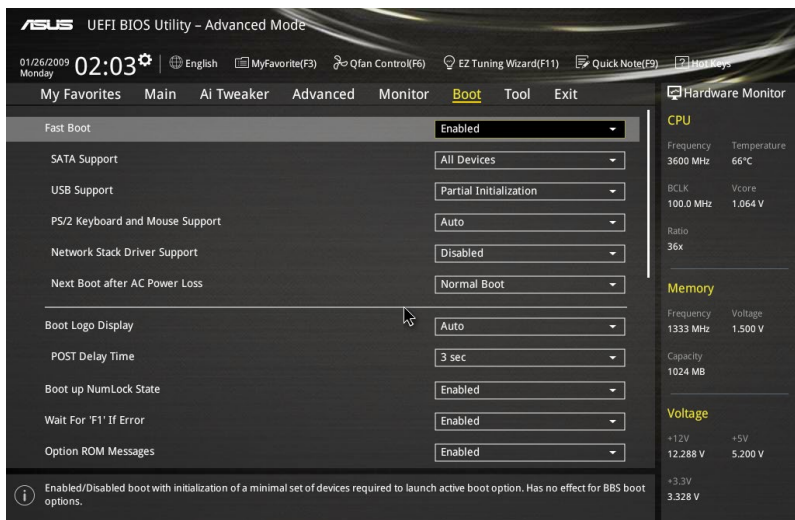 ASUS UEFI BIOS Utility – Advanced Mode
01/26/2009
Monday
02:03
English MyFavorite(F3) Qfan Control(F6) EZ Tuning Wizard(F11) Quick Note(F9) ? Hot Keys
My Favorites Main Ai Tweaker Advanced Monitor Boot Tool Exit
Hardware Monitor
Fast Boot Enabled
SATA Support All Devices
USB Support Partial Initialization
PS/2 Keyboard and Mouse Support Auto
Network Stack Driver Support Disabled
Next Boot after AC Power Loss Normal Boot
Boot Logo Display Auto
POST Delay Time 3 sec
Boot up NumLock State Enabled
Wait For 'F1' If Error Enabled
Option ROM Messages Enabled
i Enabled/Disabled boot with initialization of a minimal set of devices required to launch active boot option. Has no effect for BBS boot
options.
CPU
Frequency Temperature
3600 MHz 66°C
BCLK Vcore
100.0 MHz 1.064 V
Ratio
36x
Memory
Frequency Voltage
1333 MHz 1.500 V
Capacity
1024 MB
Voltage
+12V +5V
12.288 V 5.200 V
+3.3V
3.328 V